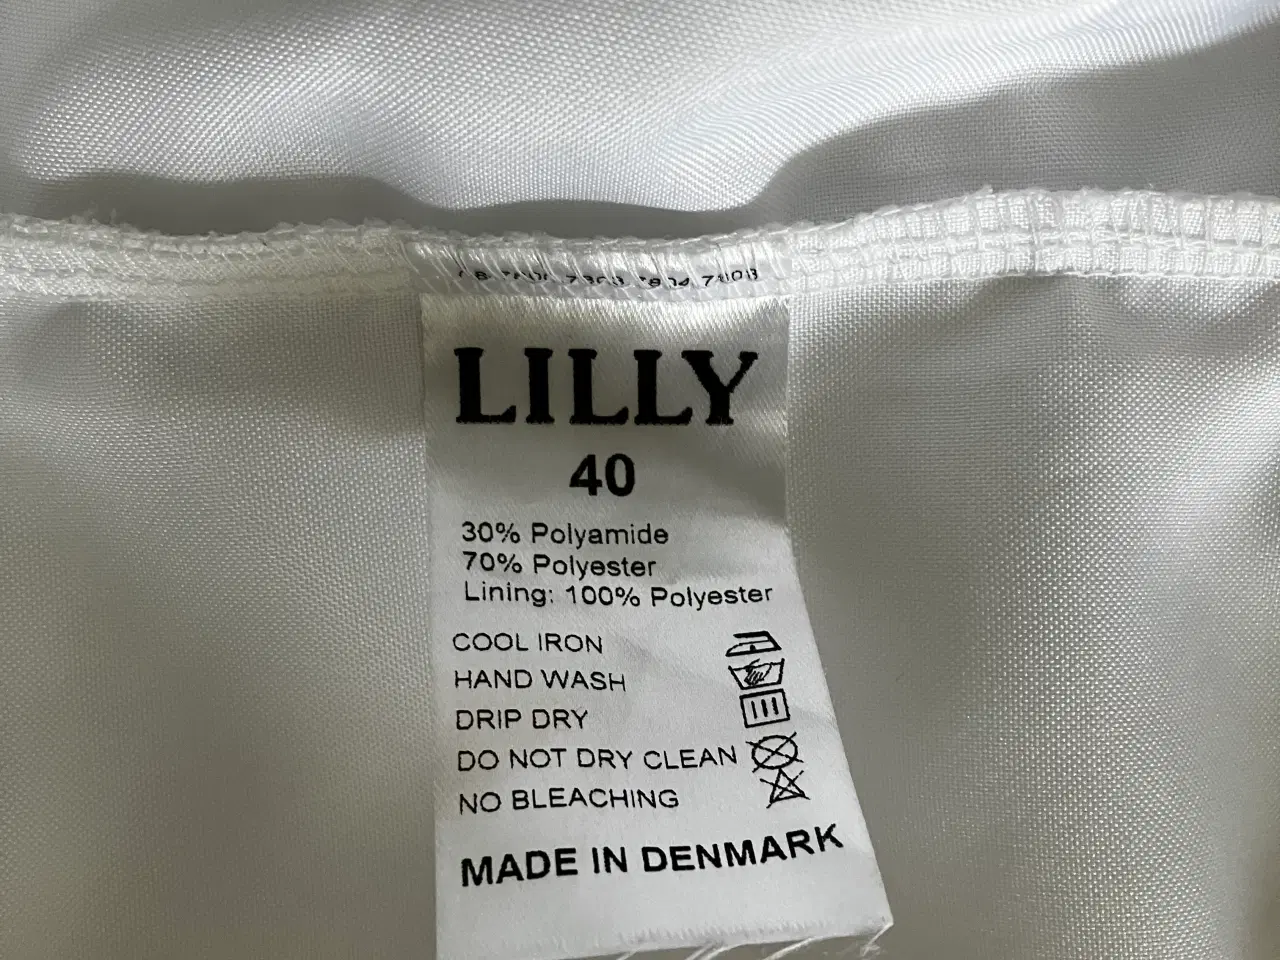 LILLY
40
30% Polyamide
70% Polyester
Lining: 100% Polyester
COOL IRON
HAND WASH
DRIP DRY
DO NOT DRY CLEAN
NO BLEACHING
MADE IN DENMARK